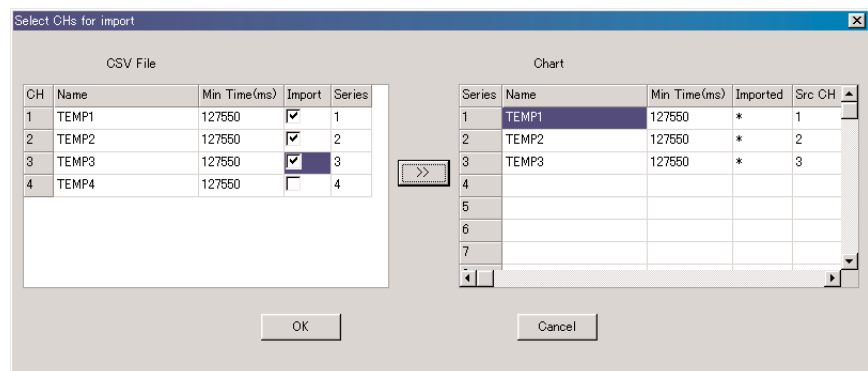 Select CHs for import
CSV File
CH Name Min Time(ms) Import Series
1 TEMP1 127550 1
2 TEMP2 127550 2
3 TEMP3 127550 3
4 TEMP4 127550 4
>>
Chart
Series Name Min Time(ms) Imported Src CH
1 TEMP1 127550 * 1
2 TEMP2 127550 * 2
3 TEMP3 127550 * 3
4
5
6
7
OK
Cancel